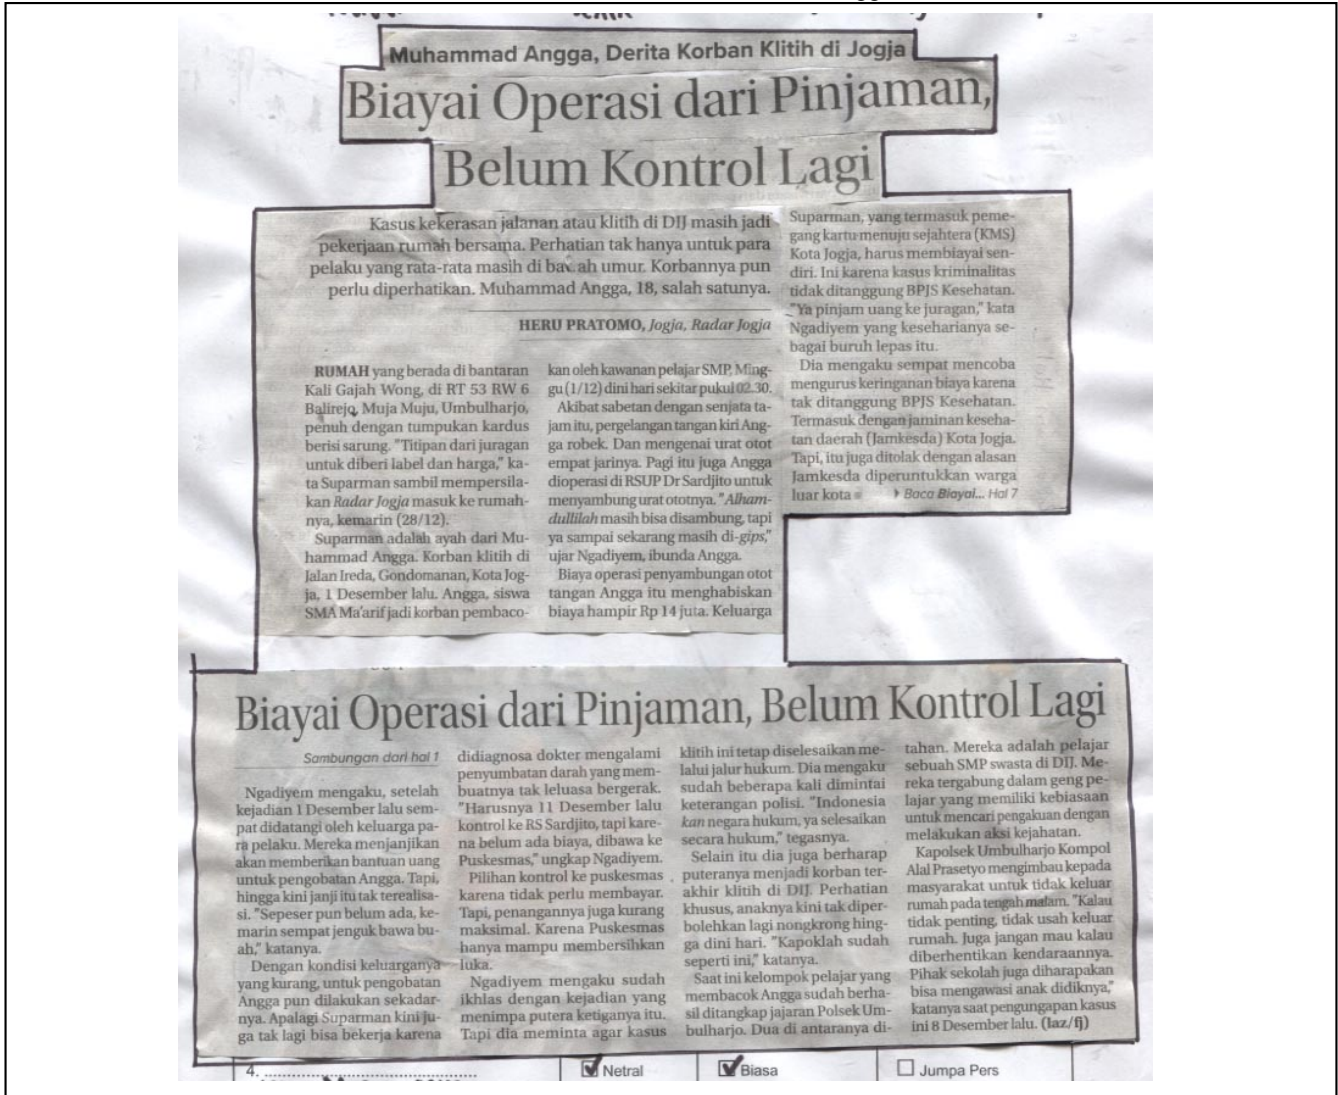 Muhammad Angga, Derita Korban Klitih di Jogja
Biayai Operasi dari Pinjaman,
Belum Kontrol Lagi
Kasus kekerasan jalanan atau klitih di DIJ masih jadi
pekerjaan rumah bersama. Perhatian tak hanya untuk para
pelaku yang rata-rata masih di bawah umur. Korbannya pun
perlu diperhatikan. Muhammad Angga, 18, salah satunya.
HERU PRATOMO, Jogja, Radar Jogja
RUMAH yang berada di bantaran
Kali Gajah Wong, di RT 53 RW 6
Balirejo, Muja Muju, Umbulharjo,
penuh dengan tumpukan kardus
berisi sarung. "Titipan dari juragan
untuk diberi label dan harga," ka-
ta Suparman sambil mempersila-
kan Radar Jogja masuk ke rumah-
nya, kemarin (28/12).
Suparman adalah ayah dari Mu-
hammad Angga. Korban klitih di
Jalan Ireda, Gondomanan, Kota Jog-
ja, 1 Desember lalu. Angga, siswa
SMA Ma'arif jadi korban pembaco-
kan oleh kawanan pelajar SMP, Ming-
gu (1/12) dini hari sekitar pukul 02.30.
Akibat sabetan dengan senjata ta-
jam itu, pergelangan tangan kiri Ang-
ga robek. Dan mengenai urat otot
empat jarinya. Pagi itu juga Angga
dioperasi di RSUP Dr Sardjito untuk
menyambung urat ototnya. "Alham-
dullilah masih bisa disambung, tapi
ya sampai sekarang masih di-gips,"
ujar Ngadiyem, ibunda Angga.
Biaya operasi penyambungan otot
tangan Angga itu menghabiskan
biaya hampir Rp 14 juta. Keluarga
Suparman, yang termasuk peme-
gang kartu menuju sejahtera (KMS)
Kota Jogja, harus membiayai sen-
diri. Ini karena kasus kriminalitas
tidak ditanggung BPJS Kesehatan.
"Ya pinjam uang ke juragan," kata
Ngadiyem yang keseharianya se-
bagai buruh lepas itu.
Dia mengaku sempat mencoba
mengurus keringanan biaya karena
tak ditanggung BPJS Kesehatan.
Termasuk dengan jaminan keseha-
tan daerah (Jamkesda) Kota Jogja.
Tapi, itu juga ditolak dengan alasan
Jamkesda diperuntukkan warga
luar kota ▪ Baca Biayai... Hal 7
Biayai Operasi dari Pinjaman, Belum Kontrol Lagi
Sambungan dari hal 1
Ngadiyem mengaku, setelah
kejadian 1 Desember lalu sem-
pat didatangi oleh keluarga pa-
ra pelaku. Mereka menjanjikan
akan memberikan bantuan uang
untuk pengobatan Angga. Tapi,
hingga kini janji itu tak terealisa-
si. "Sepeser pun belum ada, ke-
marin sempat jenguk bawa bu-
ah," katanya.
Dengan kondisi keluarganya
yang kurang, untuk pengobatan
Angga pun dilakukan sekadar-
nya. Apalagi Suparman kini ju-
ga tak lagi bisa bekerja karena
didiagnosa dokter mengalami
penyumbatan darah yang mem-
buatnya tak leluasa bergerak.
"Harusnya 11 Desember lalu
kontrol ke RS Sardjito, tapi kare-
na belum ada biaya, dibawa ke
Puskesmas," ungkap Ngadiyem.
Pilihan kontrol ke puskesmas
karena tidak perlu membayar.
Tapi, penangannya juga kurang
maksimal. Karena Puskesmas
hanya mampu membersihkan
luka.
Ngadiyem mengaku sudah
ikhlas dengan kejadian yang
menimpa putera ketiganya itu.
Tapi dia meminta agar kasus
klitih ini tetap diselesaikan me-
lalui jalur hukum. Dia mengaku
sudah beberapa kali dimintai
keterangan polisi. "Indonesia
kan negara hukum, ya selesaikan
secara hukum," tegasnya.
Selain itu dia juga berharap
puteranya menjadi korban ter-
akhir klitih di DIJ. Perhatian
khusus, anaknya kini tak diper-
bolehkan lagi nongkrong hing-
ga dini hari. "Kapoklah sudah
seperti ini," katanya.
Saat ini kelompok pelajar yang
membacok Angga sudah berha-
sil ditangkap jajaran Polsek Um-
bulharjo. Dua di antaranya di-
tahan. Mereka adalah pelajar
sebuah SMP swasta di DIJ. Me-
reka tergabung dalam geng pe-
lajar yang memiliki kebiasaan
untuk mencari pengakuan dengan
melakukan aksi kejahatan.
Kapolsek Umbulharjo Kompol
Alal Prasetyo mengimbau kepada
masyarakat untuk tidak keluar
rumah pada tengah malam. "Kalau
tidak penting, tidak usah keluar
rumah. Juga jangan mau kalau
diberhentikan kendaraannya.
Pihak sekolah juga diharapakan
bisa mengawasi anak didiknya,"
katanya saat pengungapan kasus
ini 8 Desember lalu. (laz/fj)
4. ............ Netral Biasa Jumpa Pers